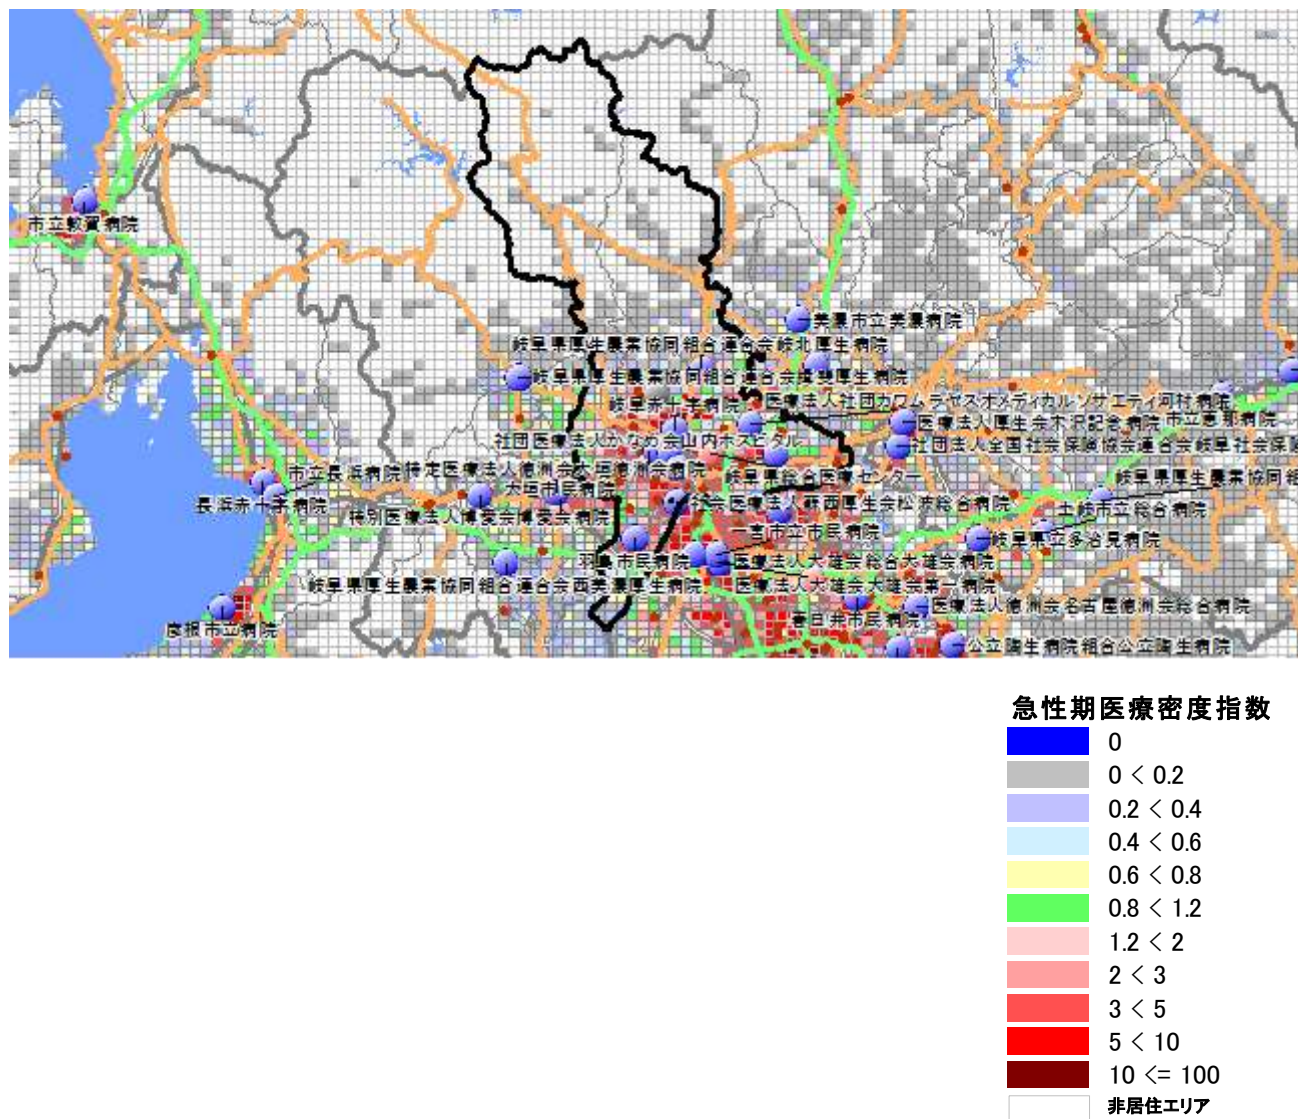 市立敦賀病院
美濃市立美濃病院
岐阜県厚生農業協同組合連合会岐北厚生病院
岐阜県厚生農業協同組合連合会揖斐厚生病院
岐阜赤十字病院
医療法人社団カワムラヤスオメディカルソサエティ河村病院
市立恵那病院
医療法人厚生会木沢記念病院
社団医療法人かなめ会山内ホスピタル
社団法人全国社会保険協会連合会岐阜社会保険
市立長浜病院
特定医療法人徳洲会大垣徳洲会病院
岐阜県総合医療センター
岐阜県厚生農業協同組
大垣市民病院
長浜赤十字病院
特別医療法人博愛会博愛会病院
蘇西厚生会松波総合病院
土岐市立総合病院
市立市民病院
岐阜県立多治見病院
羽島市民病院
医療法人大雄会総合大雄会病院
岐阜県厚生農業協同組合連合会西美濃厚生病院
医療法人大雄会大雄会第一病院
医療法人徳洲会名古屋徳洲会総合病院
春日井市民病院
彦根市立病院
公立陶生病院組合公立陶生病院
急性期医療密度指数
0
0 < 0.2
0.2 < 0.4
0.4 < 0.6
0.6 < 0.8
0.8 < 1.2
1.2 < 2
2 < 3
3 < 5
5 < 10
10 <= 100
非居住エリア